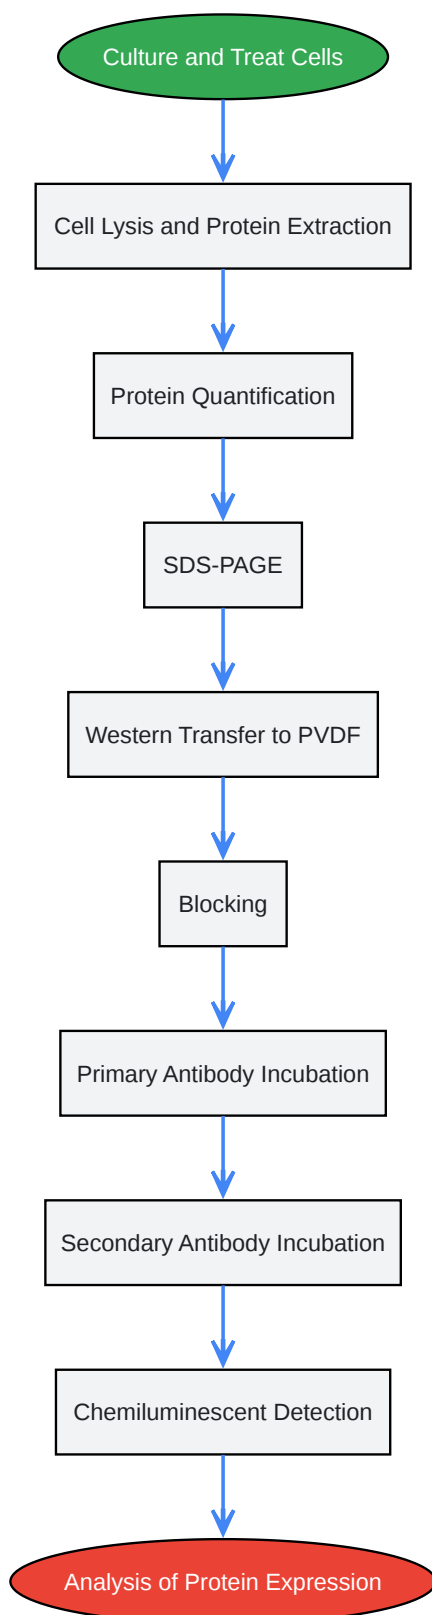 Culture and Treat Cells
Cell Lysis and Protein Extraction
Protein Quantification
SDS-PAGE
Western Transfer to PVDF
Blocking
Primary Antibody Incubation
Secondary Antibody Incubation
Chemiluminescent Detection
Analysis of Protein Expression